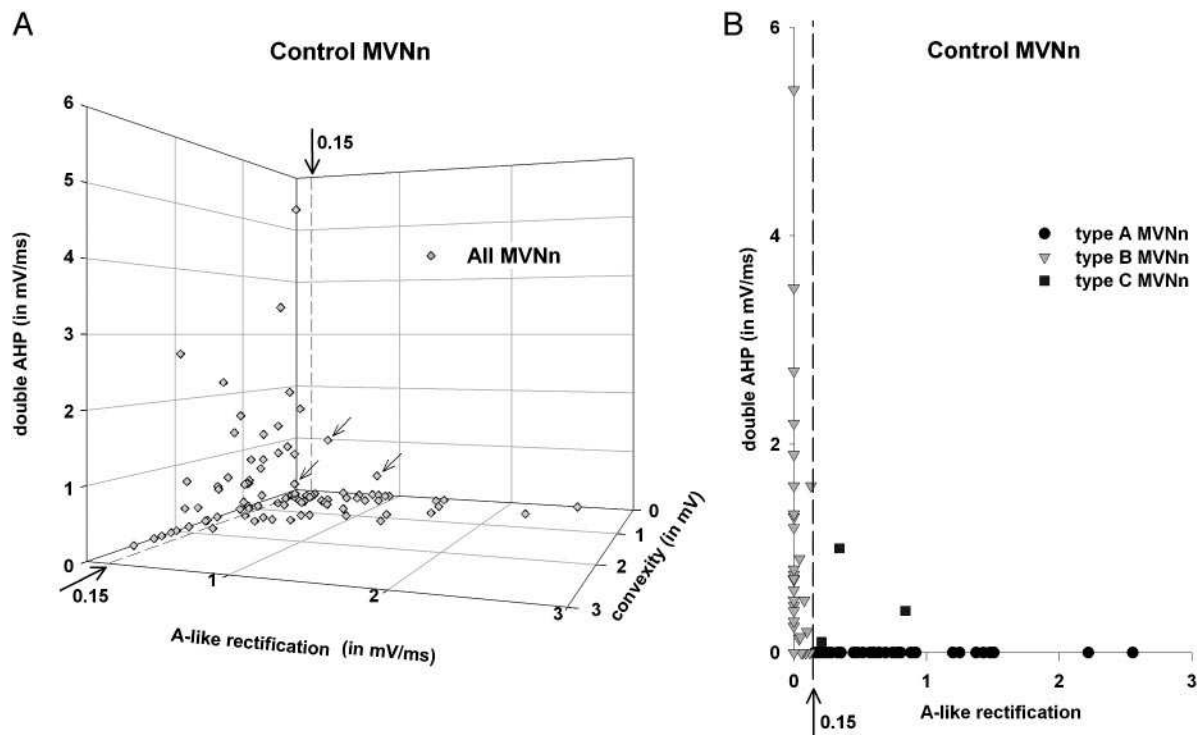 A
Control MVNn
6
5
4
3
2
1
0
double AHP (in mV/ms)
0.15
All MVNn
0
1
2
3
convexity (in mV)
0.15
1
2
3
A-like rectification (in mV/ms)
B
Control MVNn
6
4
2
0
double AHP (in mV/ms)
type A MVNn
type B MVNn
type C MVNn
0
1
2
3
0.15
A-like rectification